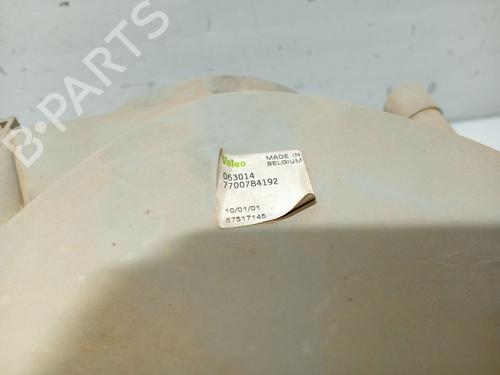 B-PARTS
Valeo
MADE IN
BELGIUM
063014
7700784192
10/01/01
67517145